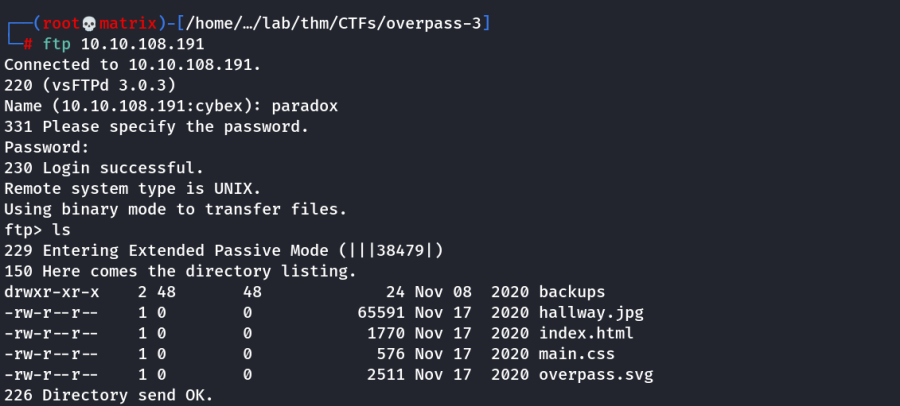 ┌──(root💀matrix)-[/home/…/lab/thm/CTFs/overpass-3]
└─# ftp 10.10.108.191
Connected to 10.10.108.191.
220 (vsFTPd 3.0.3)
Name (10.10.108.191:cybex): paradox
331 Please specify the password.
Password:
230 Login successful.
Remote system type is UNIX.
Using binary mode to transfer files.
ftp> ls
229 Entering Extended Passive Mode (|||38479|)
150 Here comes the directory listing.
drwxr-xr-x    2 48       48             24 Nov 08  2020 backups
-rw-r--r--    1 0        0           65591 Nov 17  2020 hallway.jpg
-rw-r--r--    1 0        0            1770 Nov 17  2020 index.html
-rw-r--r--    1 0        0             576 Nov 17  2020 main.css
-rw-r--r--    1 0        0            2511 Nov 17  2020 overpass.svg
226 Directory send OK.